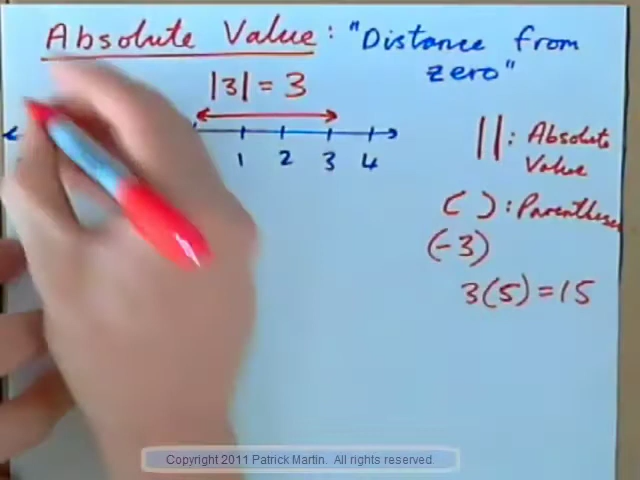 Absolute Value: "Distance from
zero"
|3| = 3
1 2 3 4
| |: Absolute
Value
( ): Parentheses
(-3)
3(5) = 15
Copyright 2011 Patrick Martin. All rights reserved.